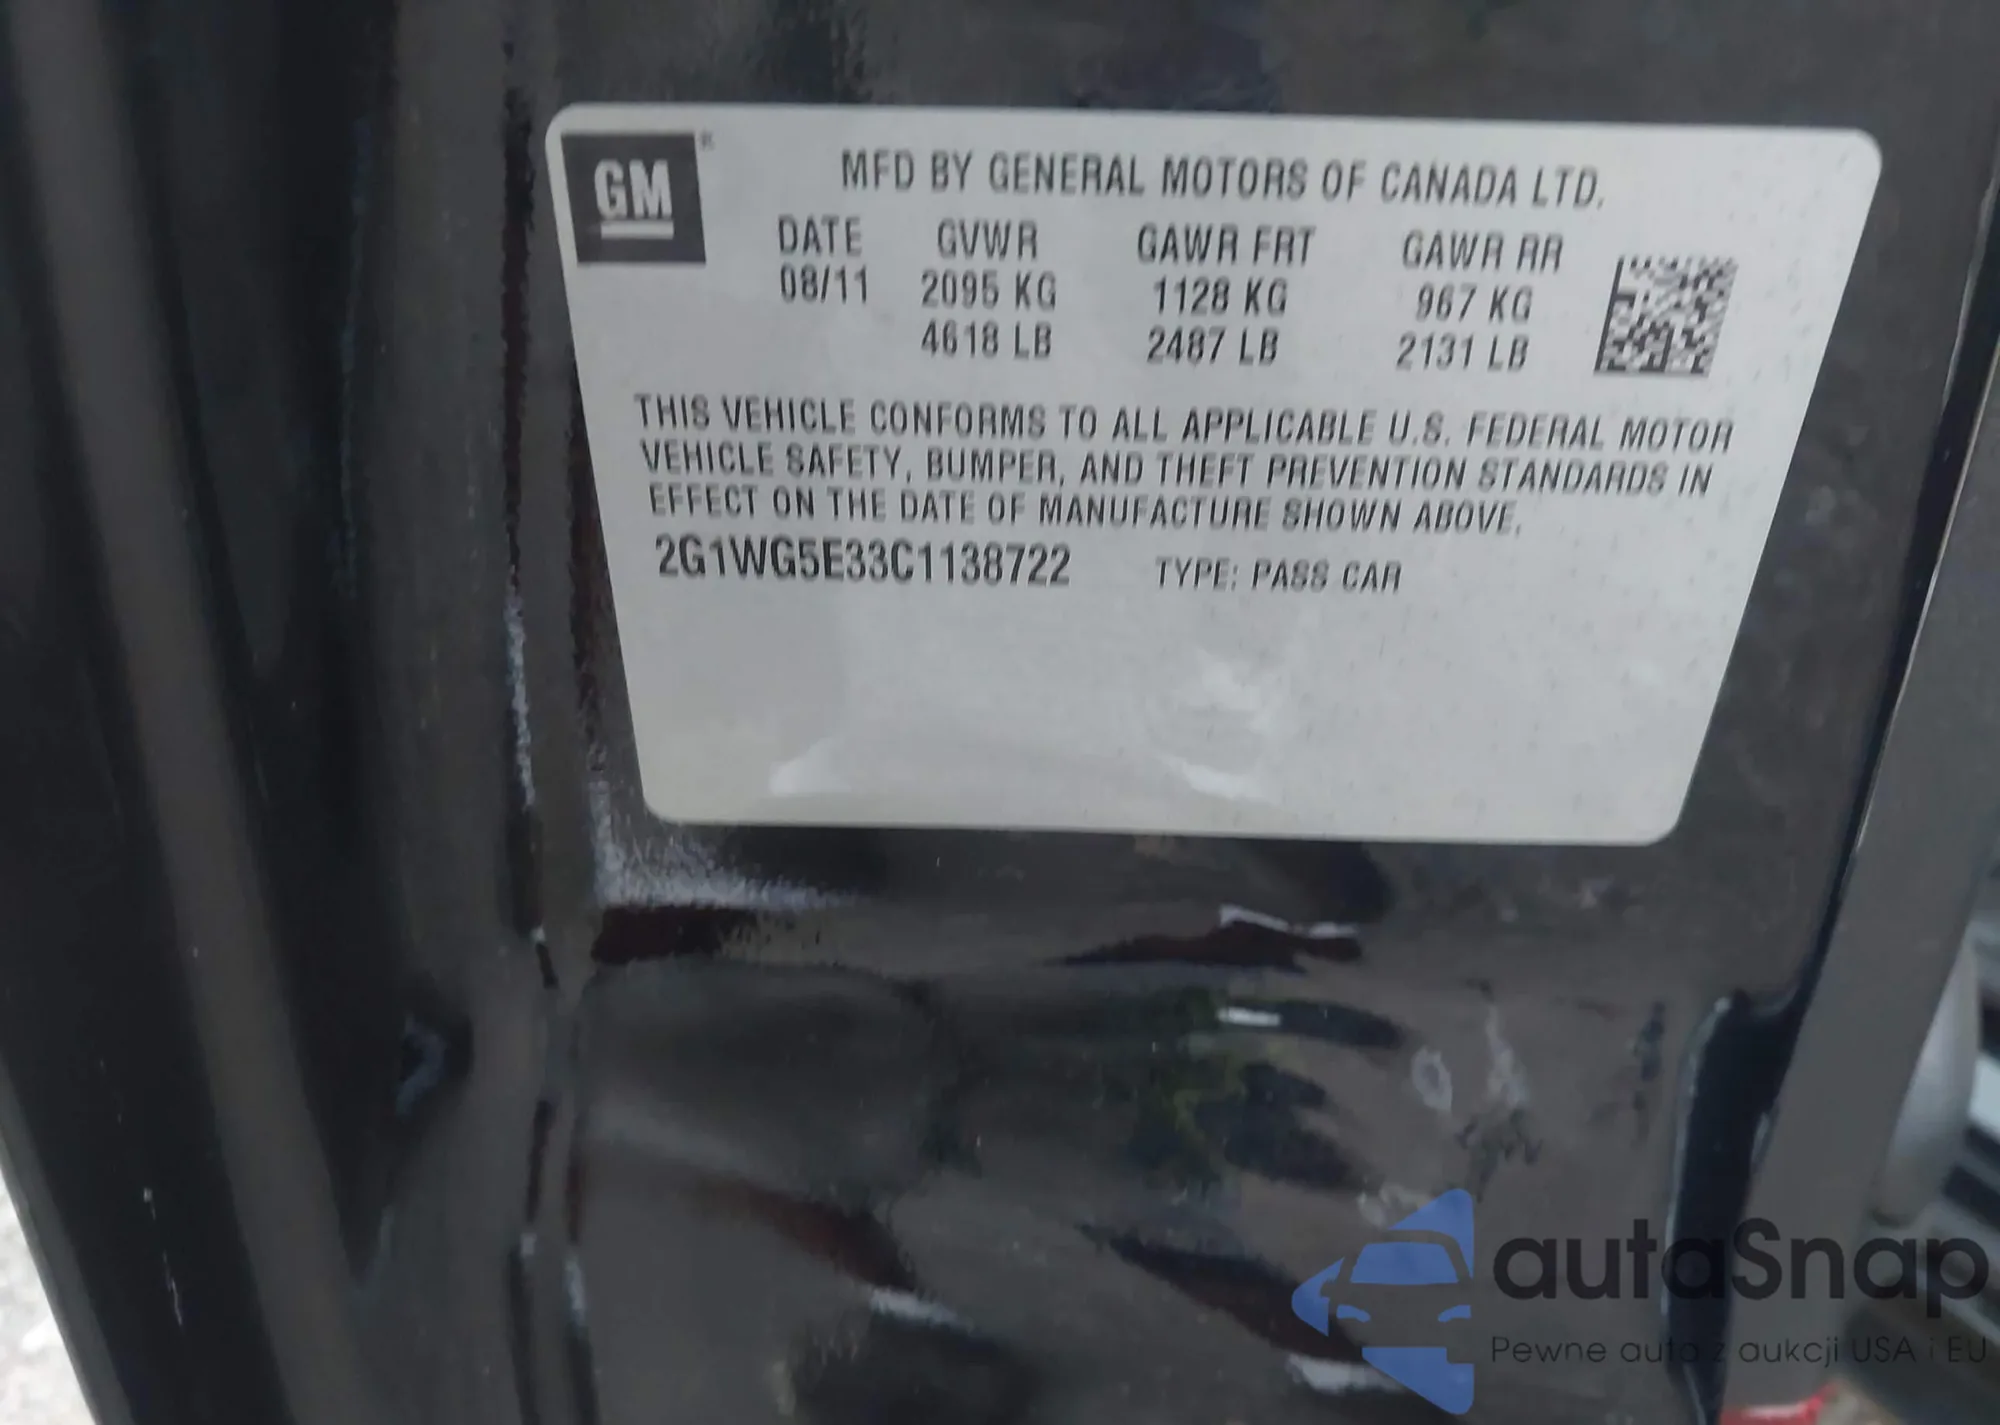 GM ®
MFD BY GENERAL MOTORS OF CANADA LTD.
DATE GVWR GAWR FRT GAWR RR
08/11 2095 KG 1128 KG 967 KG
4618 LB 2487 LB 2131 LB
THIS VEHICLE CONFORMS TO ALL APPLICABLE U.S. FEDERAL MOTOR
VEHICLE SAFETY, BUMPER, AND THEFT PREVENTION STANDARDS IN
EFFECT ON THE DATE OF MANUFACTURE SHOWN ABOVE.
2G1WG5E33C1138722 TYPE: PASS CAR
autaSnap
Pewne auta z aukcji USA i EU